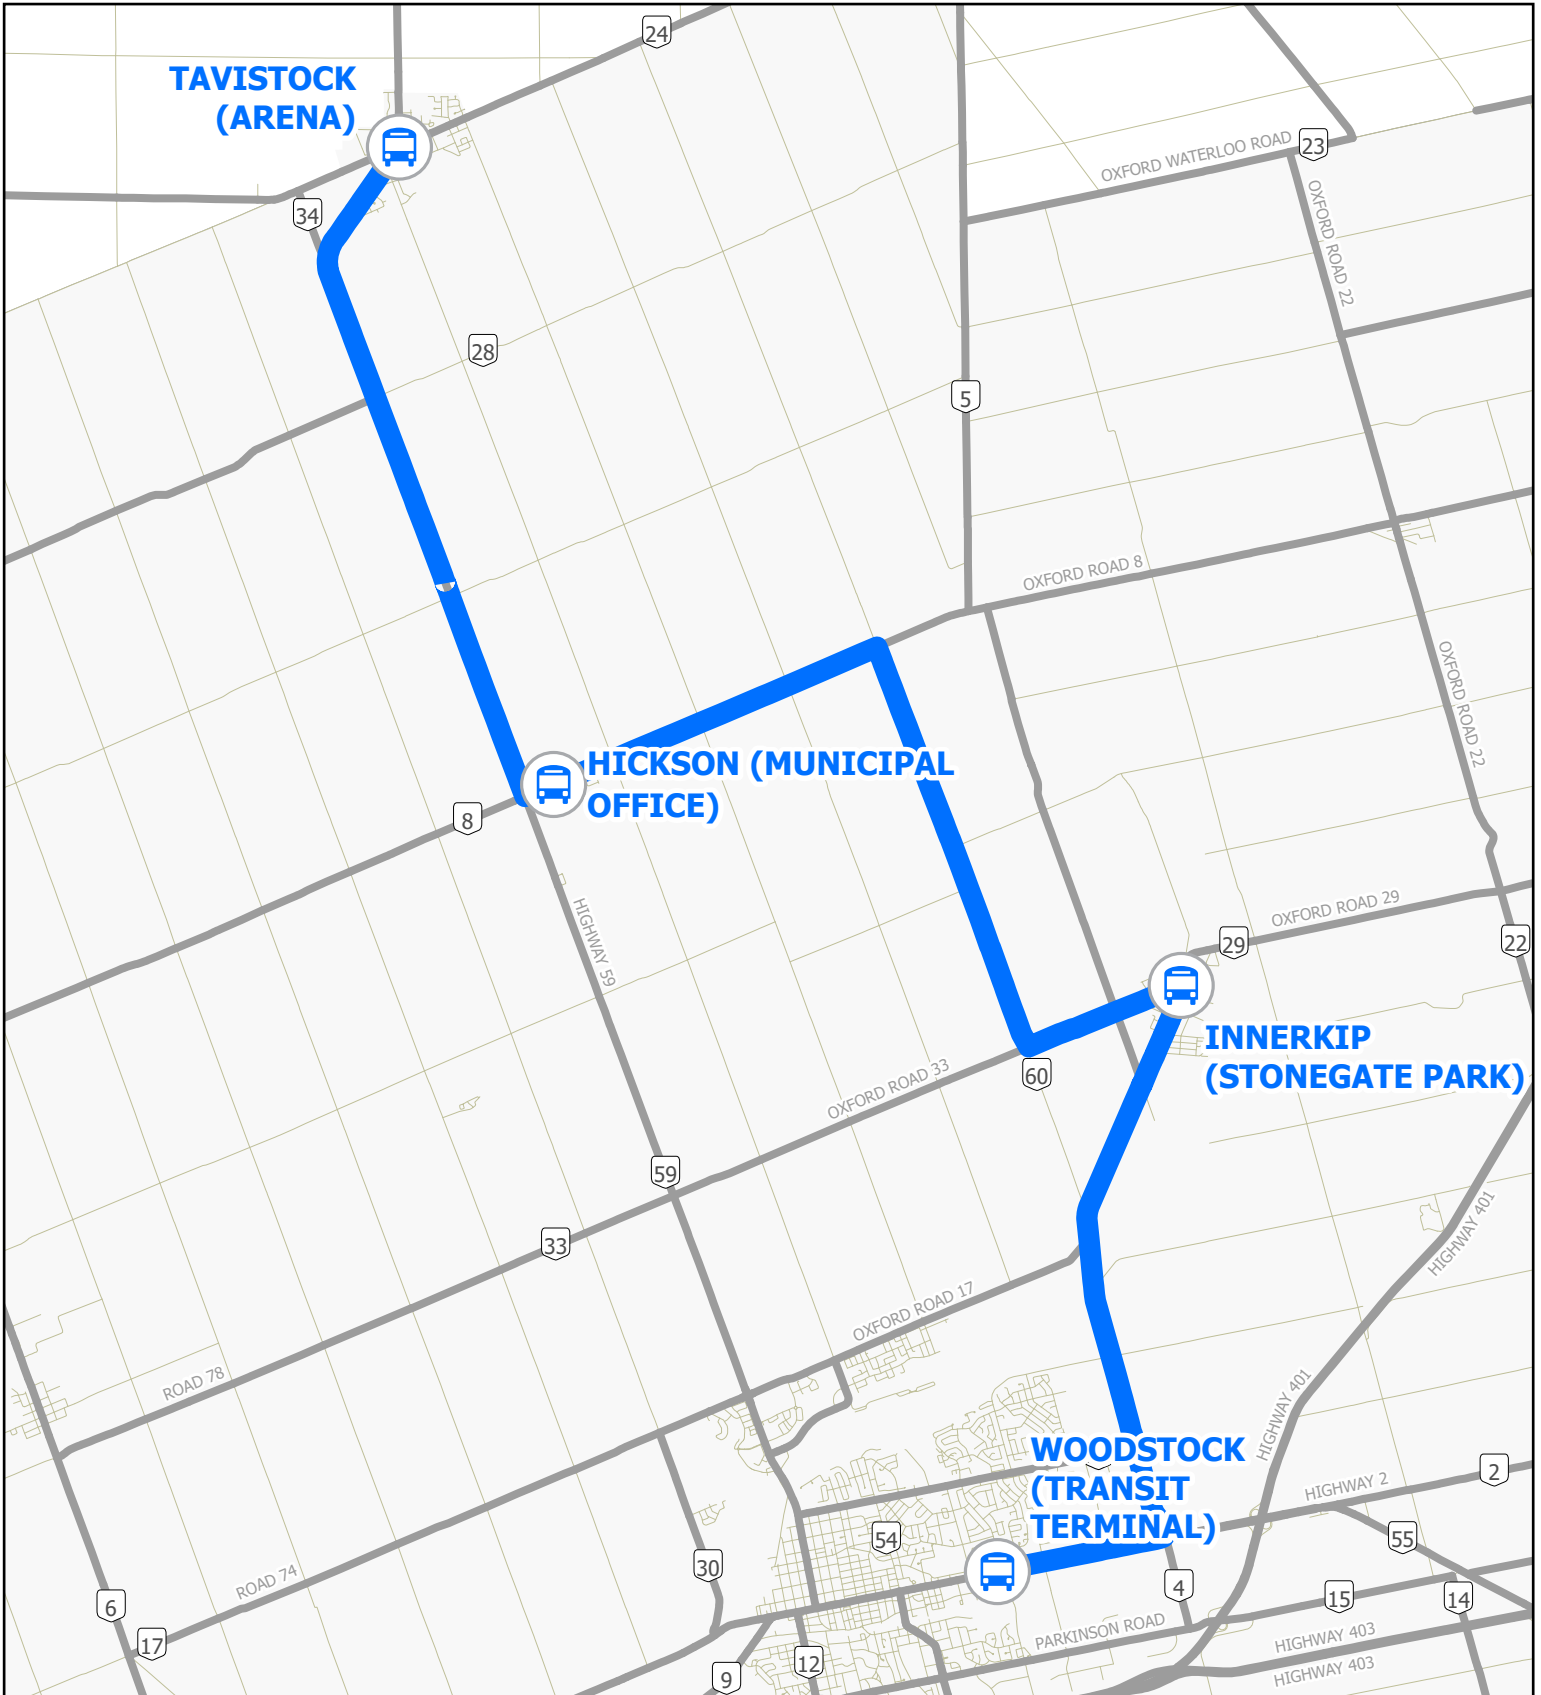 24
TAVISTOCK
(ARENA)
OXFORD WATERLOO ROAD
23
34
OXFORD ROAD 22
28
5
OXFORD ROAD 8
OXFORD ROAD 22
HICKSON (MUNICIPAL
OFFICE)
8
HIGHWAY 59
OXFORD ROAD 29
29
22
INNERKIP
(STONEGATE PARK)
60
OXFORD ROAD 33
59
33
HIGHWAY 401
OXFORD ROAD 17
ROAD 78
HIGHWAY 401
WOODSTOCK
(TRANSIT
TERMINAL)
2
HIGHWAY 2
54
55
30
ROAD 74
4
6
15
14
17
PARKINSON ROAD
HIGHWAY 403
12
HIGHWAY 403
9